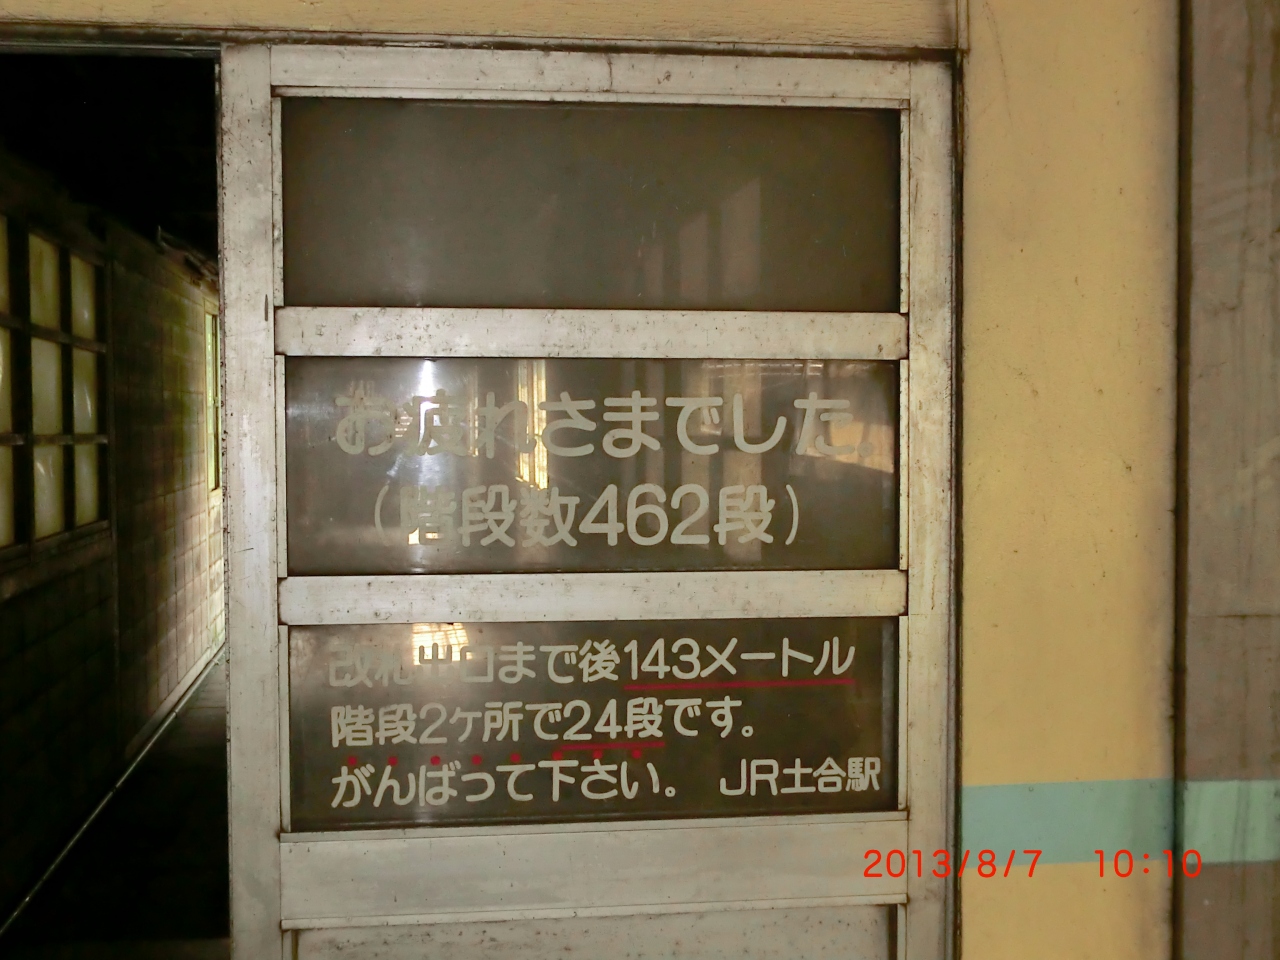 お疲れさまでした.
(階段数462段)
改札出口まで後143メートル
階段2ケ所で24段です。
がんばって下さい。 JR土合駅
2013/8/7 10:10